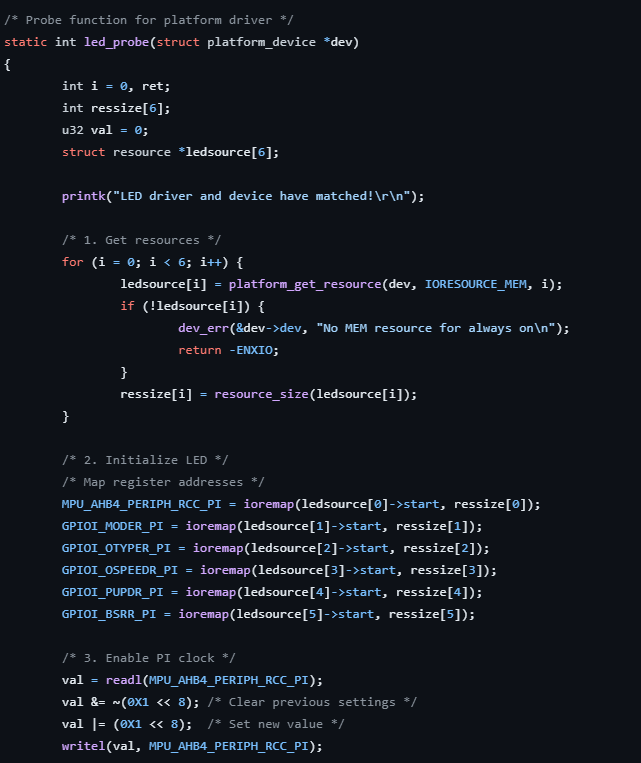 /* Probe function for platform driver */
static int led_probe(struct platform_device *dev)
{
        int i = 0, ret;
        int ressize[6];
        u32 val = 0;
        struct resource *ledsource[6];

        printk("LED driver and device have matched!\r\n");

        /* 1. Get resources */
        for (i = 0; i < 6; i++) {
                ledsource[i] = platform_get_resource(dev, IORESOURCE_MEM, i);
                if (!ledsource[i]) {
                        dev_err(&dev->dev, "No MEM resource for always on\n");
                        return -ENXIO;
                }
                ressize[i] = resource_size(ledsource[i]);
        }

        /* 2. Initialize LED */
        /* Map register addresses */
        MPU_AHB4_PERIPH_RCC_PI = ioremap(ledsource[0]->start, ressize[0]);
        GPIOI_MODER_PI = ioremap(ledsource[1]->start, ressize[1]);
        GPIOI_OTYPER_PI = ioremap(ledsource[2]->start, ressize[2]);
        GPIOI_OSPEEDR_PI = ioremap(ledsource[3]->start, ressize[3]);
        GPIOI_PUPDR_PI = ioremap(ledsource[4]->start, ressize[4]);
        GPIOI_BSRR_PI = ioremap(ledsource[5]->start, ressize[5]);

        /* 3. Enable PI clock */
        val = readl(MPU_AHB4_PERIPH_RCC_PI);
        val &= ~(0X1 << 8); /* Clear previous settings */
        val |= (0X1 << 8);  /* Set new value */
        writel(val, MPU_AHB4_PERIPH_RCC_PI);